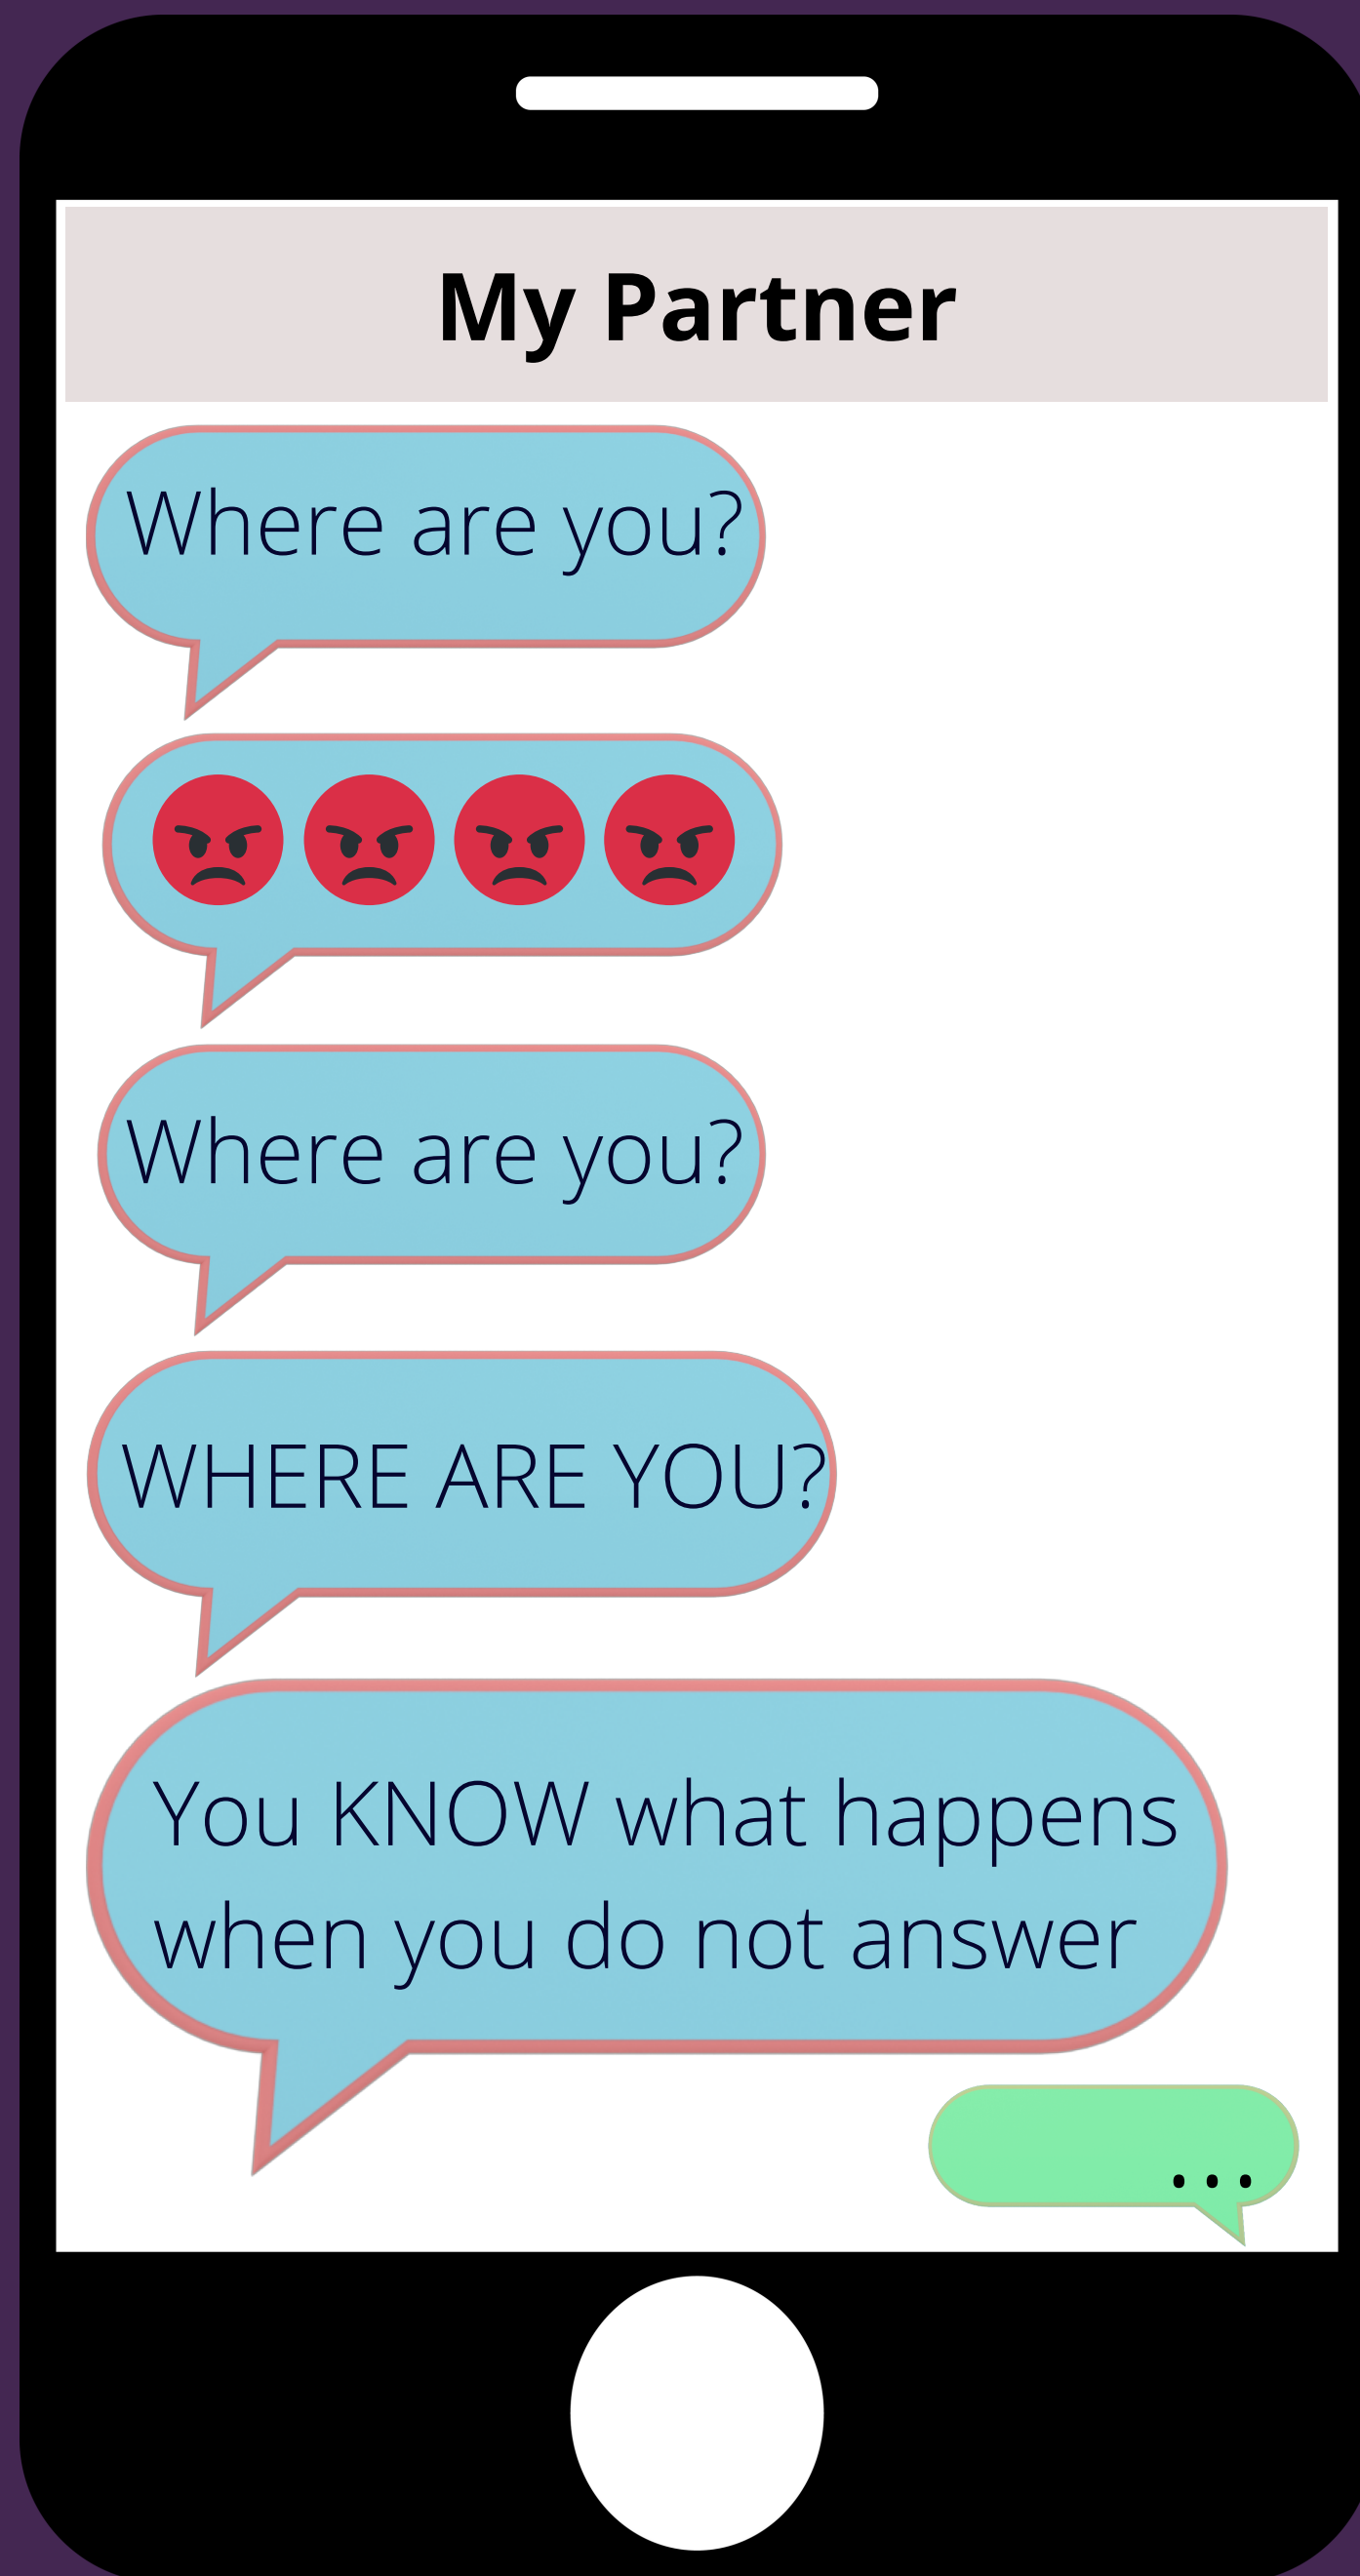 My Partner
Where are you?
😡😡😡😡
Where are you?
WHERE ARE YOU?
You KNOW what happens
when you do not answer
...